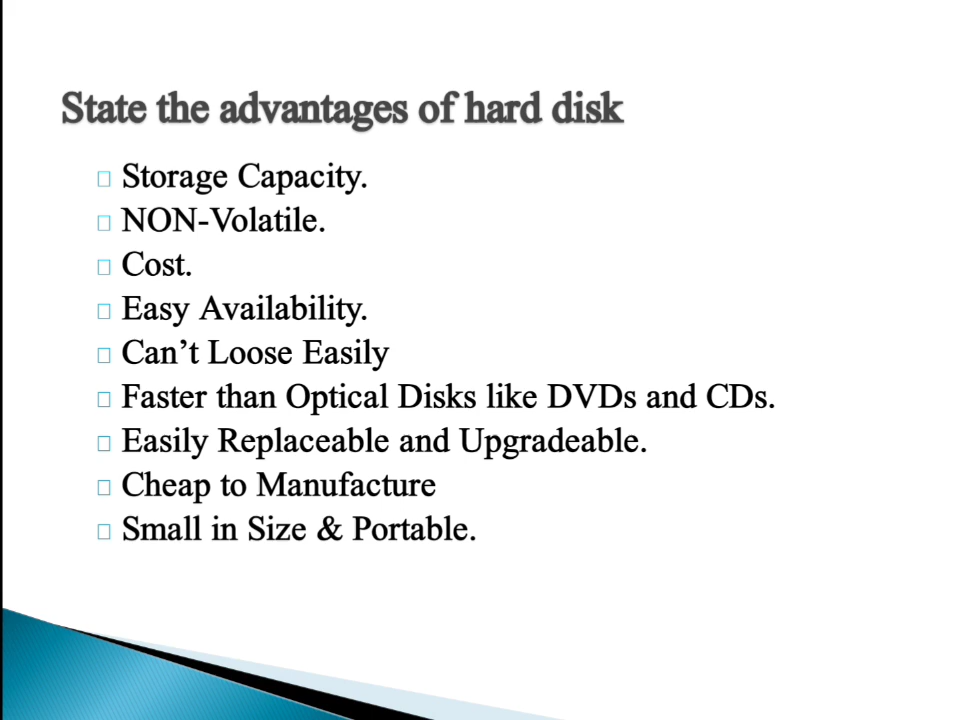 State the advantages of hard disk
Storage Capacity.
NON-Volatile.
Cost.
Easy Availability.
Can’t Loose Easily
Faster than Optical Disks like DVDs and CDs.
Easily Replaceable and Upgradeable.
Cheap to Manufacture
Small in Size & Portable.